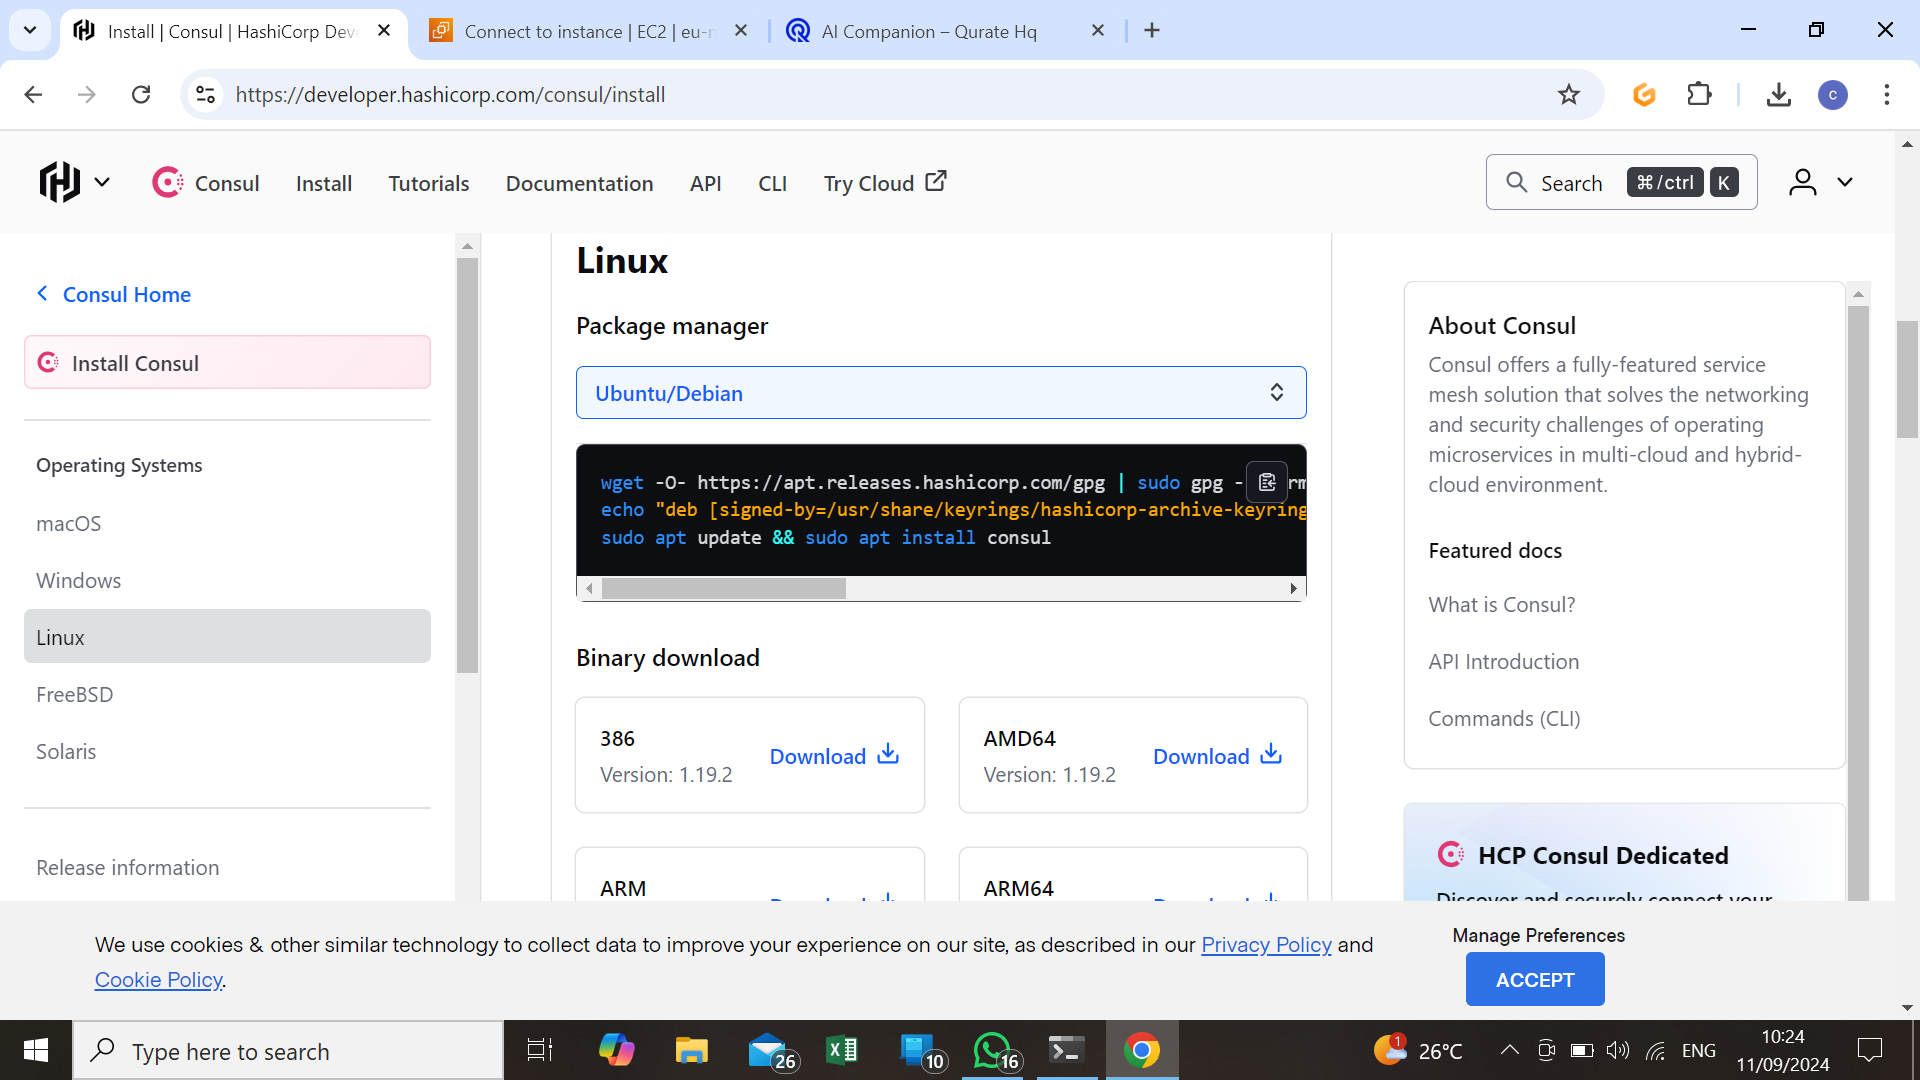 Install | Consul | HashiCorp Dev
Connect to instance | EC2 | eu-n
AI Companion – Qurate Hq
https://developer.hashicorp.com/consul/install
C
Consul
Install
Tutorials
Documentation
API
CLI
Try Cloud
Search
⌘/ctrl
K
Consul Home
Install Consul
Operating Systems
macOS
Windows
Linux
FreeBSD
Solaris
Release information
Linux
Package manager
Ubuntu/Debian
wget -O- https://apt.releases.hashicorp.com/gpg | sudo gpg -
echo "deb [signed-by=/usr/share/keyrings/hashicorp-archive-keyring
sudo apt update && sudo apt install consul
Binary download
386
Version: 1.19.2
Download
AMD64
Version: 1.19.2
Download
ARM
ARM64
About Consul
Consul offers a fully-featured service
mesh solution that solves the networking
and security challenges of operating
microservices in multi-cloud and hybrid-
cloud environment.
Featured docs
What is Consul?
API Introduction
Commands (CLI)
HCP Consul Dedicated
Discover and securely connect your
We use cookies & other similar technology to collect data to improve your experience on our site, as described in our Privacy Policy and
Cookie Policy.
Manage Preferences
ACCEPT
Type here to search
26
10
16
1
26°C
ENG
10:24
11/09/2024